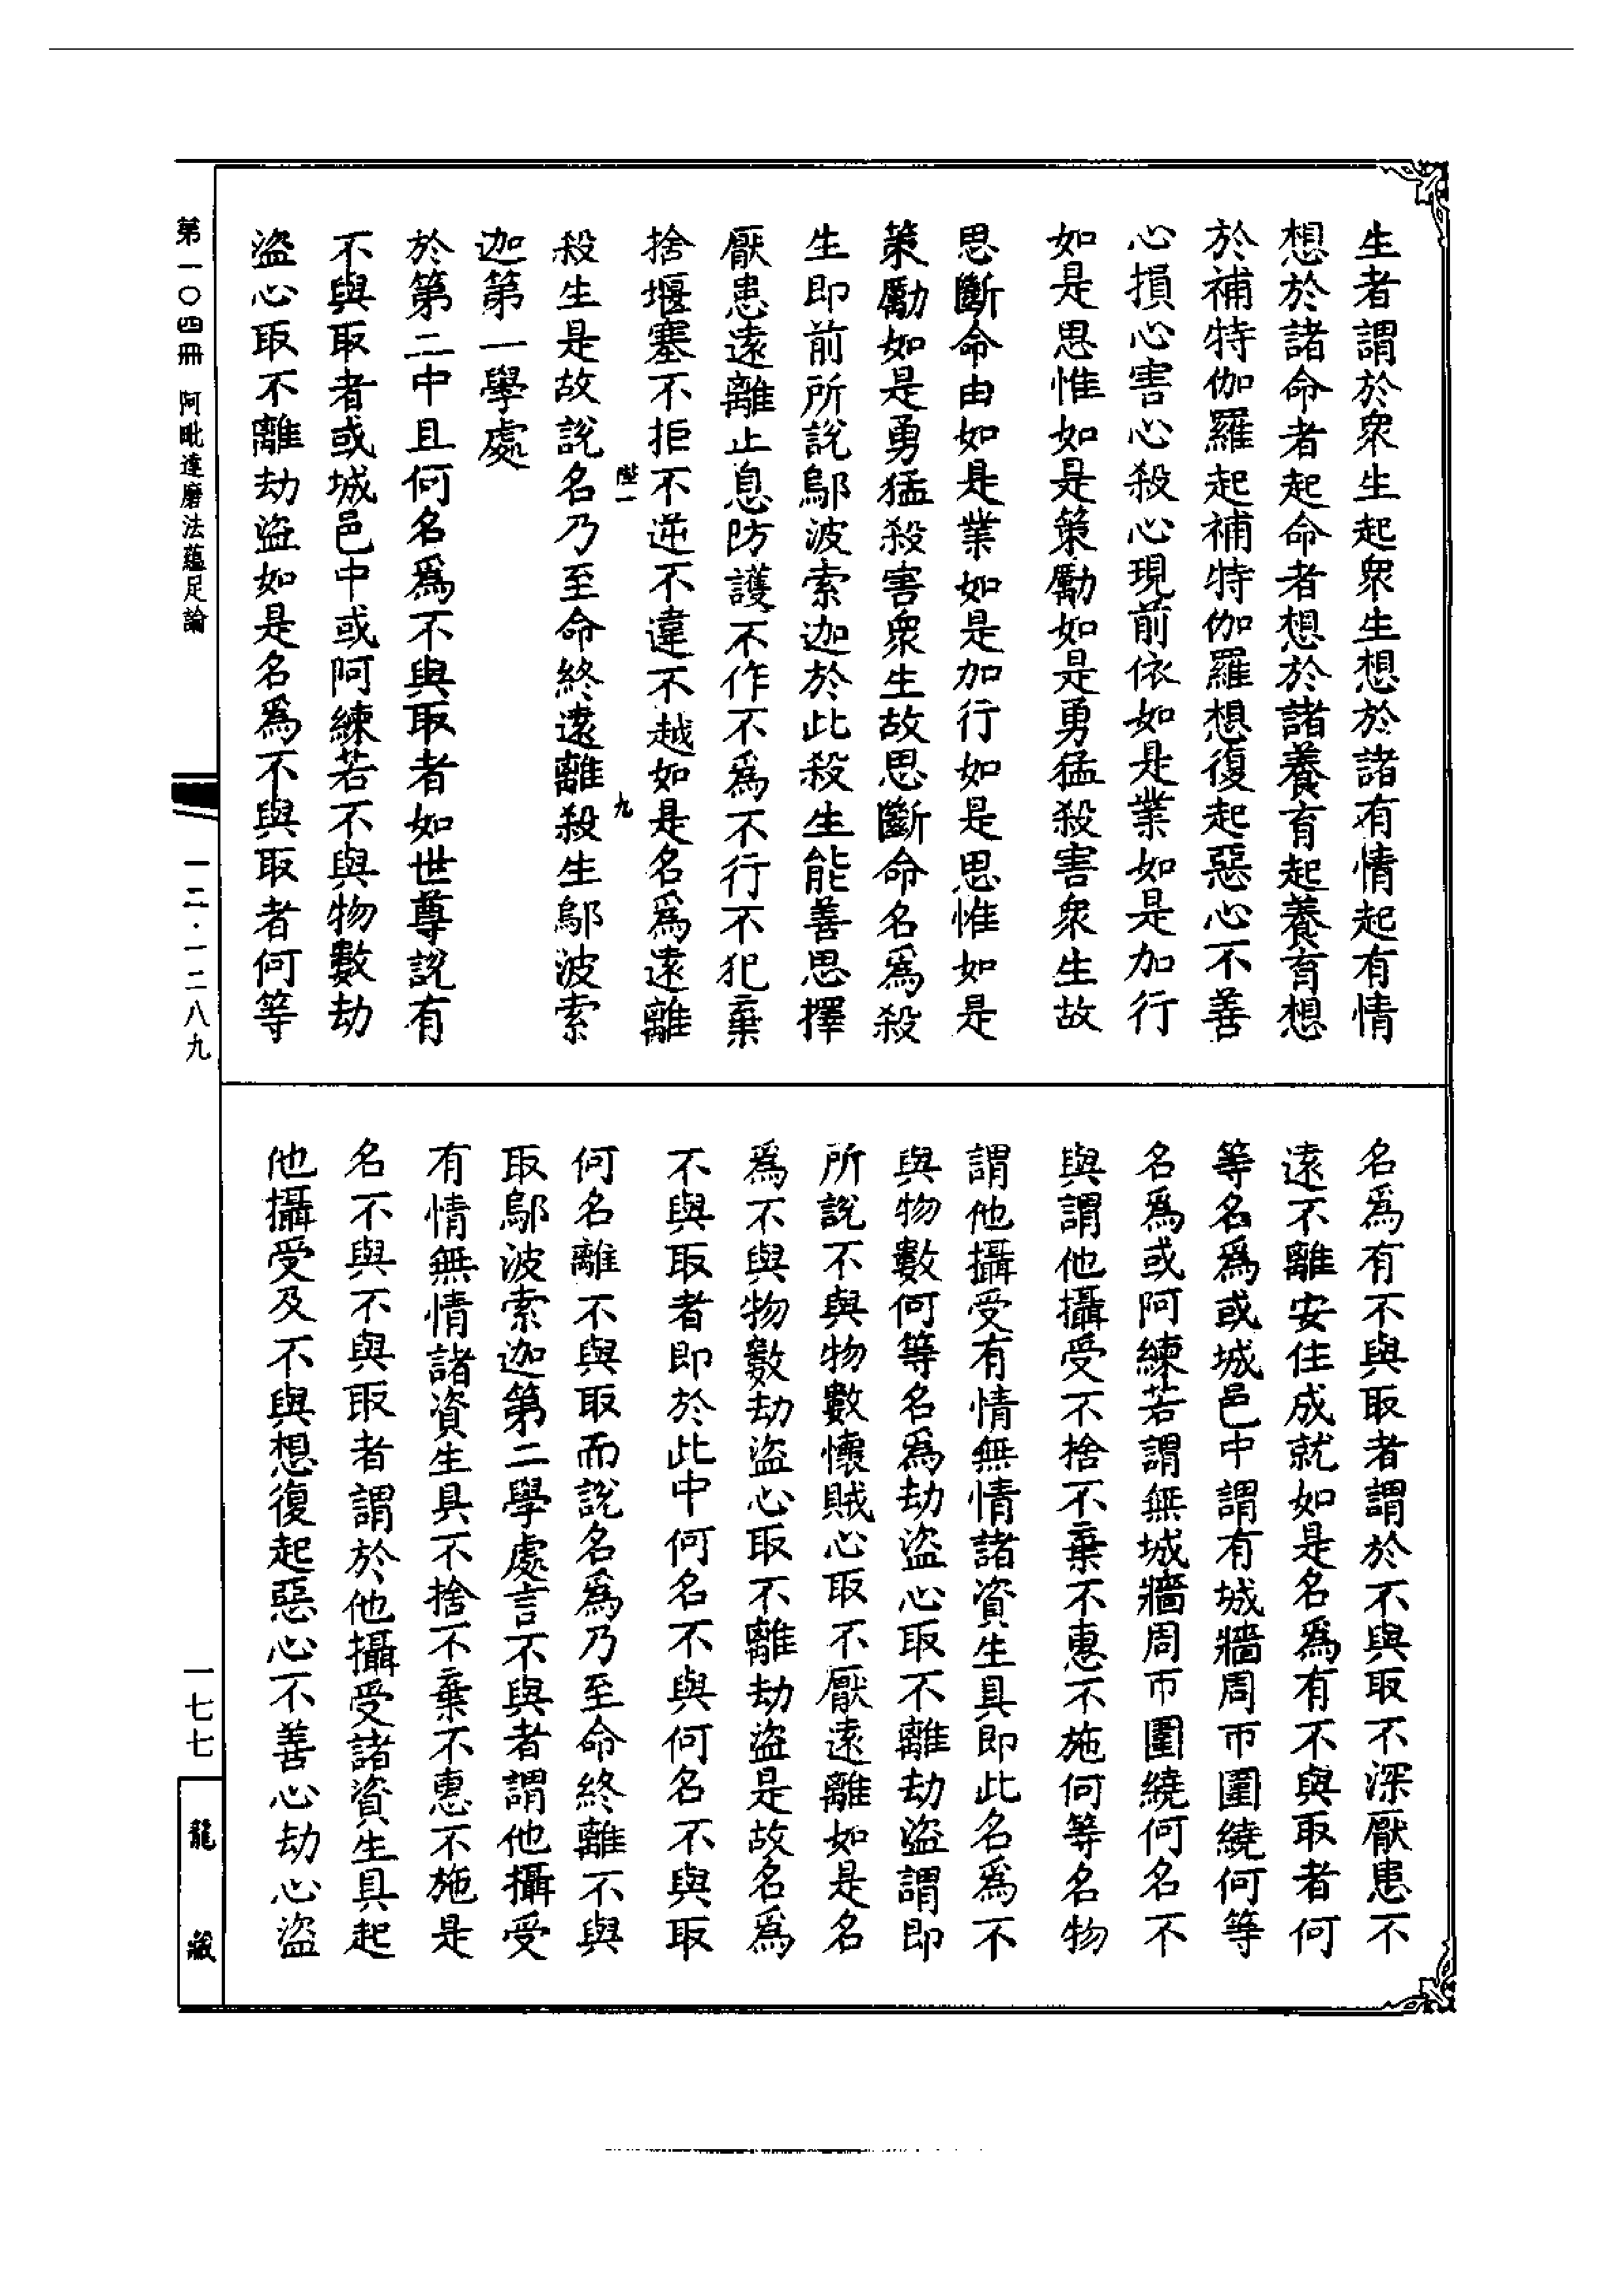 生者謂於衆生起衆生想於諸有情起有情
想於諸命者起命者想於諸養育起養育想
於補特伽羅起補特伽羅想復起惡心不善
心損心害心殺心現前依如是業如是加行
如是思惟如是策勵如是勇猛殺害衆生故
思斷命由如是業如是加行如是思惟如是
策勵如是勇猛殺害衆生故思斷命名爲殺
生即前所說鄔波索迦於此殺生能善思擇
厭患遠離止息防護不作不爲不行不犯棄
捨堰塞不拒不逆不違不越如是名爲遠離
陛一 九
殺生是故說名乃至命終遠離殺生鄔波索
迦第一學處
於第二中且何名爲不與取者如世尊說有
不與取者或城邑中或阿練若不與物數劫
盜心取不離劫盜如是名爲不與取者何等
名爲有不與取者謂於不與取不深厭患不
遠不離安住成就如是名爲有不與取者何
等名爲或城邑中謂有城牆周帀圍繞何等
名爲或阿練若謂無城牆周帀圍繞何名不
與謂他攝受不捨不棄不惠不施何等名物
謂他攝受有情無情諸資生具即此名爲不
與物數何等名爲劫盜心取不離劫盜謂即
所說不與物數懷賊心取不厭遠離如是名
爲不與物數劫盜心取不離劫盜是故名爲
不與取者即於此中何名不與何名不與取
何名離不與取而說名爲乃至命終離不與
取鄔波索迦第二學處言不與者謂他攝受
有情無情諸資生具不捨不棄不惠不施是
名不與不與取者謂於他攝受諸資生具起
他攝受及不與想復起惡心不善心劫心盜
第一〇四冊 阿毗達磨法蘊足論
一二·一二八九
一七七
龍藏